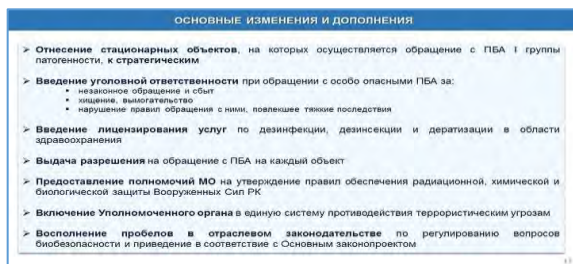 ОСНОВНЫЕ ИЗМЕНЕНИЯ И ДОПОЛНЕНИЯ
➤ Отнесение стационарных объектов, на которых осуществляется обращение с ПБА I группы
патогенности, к стратегическим
➤ Введение уголовной ответственности при обращении с особо опасными ПБА за:
▪ незаконное обращение и сбыт
▪ хищение, вымогательство
▪ нарушение правил обращения с ними, повлекшее тяжкие последствия
➤ Введение лицензирования услуг по дезинфекции, дезинсекции и дератизации в области
здравоохранения
➤ Выдача разрешения на обращение с ПБА на каждый объект
➤ Предоставление полномочий МО на утверждение правил обеспечения радиационной, химической и
биологической защиты Вооруженных Сил РК
➤ Включение Уполномоченного органа в единую систему противодействия террористическим угрозам
➤ Восполнение пробелов в отраслевом законодательстве по регулированию вопросов
биобезопасности и приведение в соответствие с Основным законопроектом